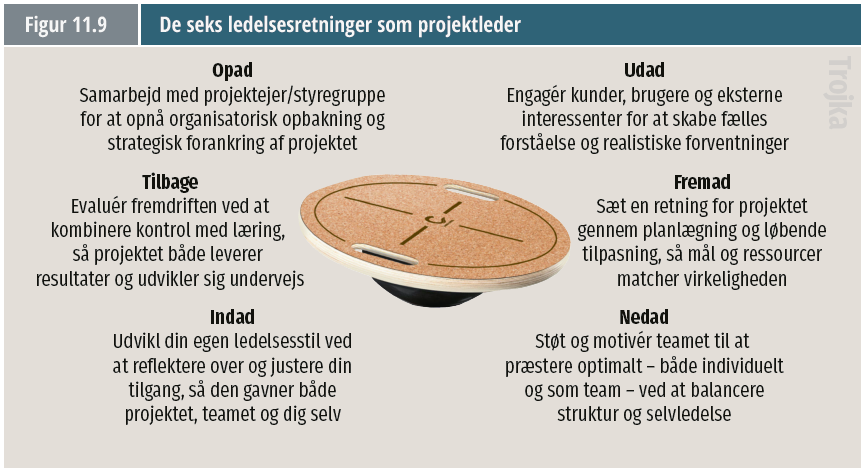 Figur 11.9
De seks ledelsesretninger som projektleder
Trojka
Opad
Samarbejd med projektejer/styregruppe
for at opnå organisatorisk opbakning og
strategisk forankring af projektet
Udad
Engagér kunder, brugere og eksterne
interessenter for at skabe fælles
forståelse og realistiske forventninger
Tilbage
Evaluér fremdriften ved at
kombinere kontrol med læring,
så projektet både leverer
resultater og udvikler sig undervejs
Fremad
Sæt en retning for projektet
gennem planlægning og løbende
tilpasning, så mål og ressourcer
matcher virkeligheden
Indad
Udvikl din egen ledelsesstil ved
at reflektere over og justere din
tilgang, så den gavner både
projektet, teamet og dig selv
Nedad
Støt og motivér teamet til at
præstere optimalt – både individuelt
og som team – ved at balancere
struktur og selvledelse